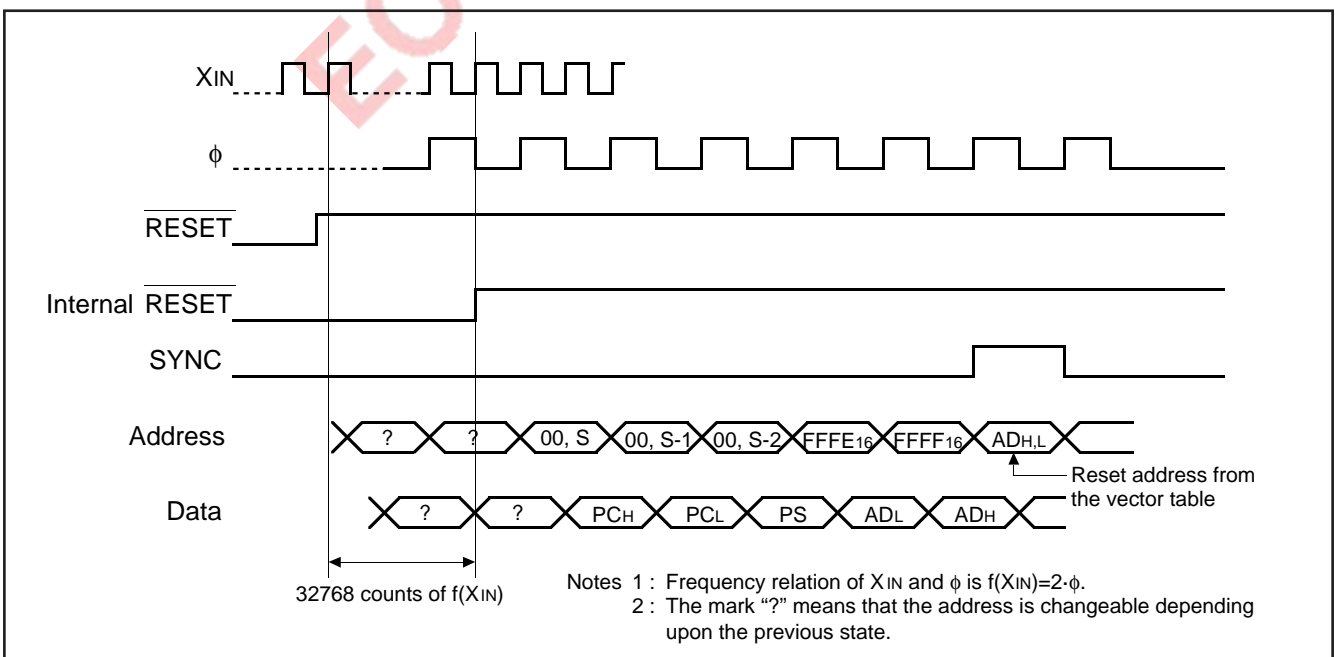 XIN
ϕ
RESET
Internal RESET
SYNC
Address ? ? 00, S 00, S-1 00, S-2 FFFE16 FFFF16 ADH,L
Reset address from
the vector table
Data ? ? PCH PCL PS ADL ADH
32768 counts of f(XIN)
Notes 1 : Frequency relation of XIN and ϕ is f(XIN)=2·ϕ.
2 : The mark “?” means that the address is changeable depending
upon the previous state.